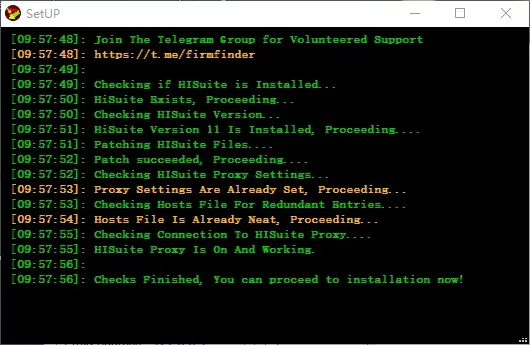 SetUP
[09:57:48]: Join The Telegram Group for Volunteered Support
[09:57:48]: https://t.me/firmfinder
[09:57:49]:
[09:57:49]: Checking if HISuite is Installed...
[09:57:50]: HiSuite Exists, Proceeding...
[09:57:50]: Checking HISuite Version...
[09:57:51]: HiSuite Version 11 Is Installed, Proceeding....
[09:57:51]: Patching HISuite Files....
[09:57:52]: Patch succeeded, Proceeding....
[09:57:52]: Checking HISuite Proxy Settings...
[09:57:53]: Proxy Settings Are Already Set, Proceeding...
[09:57:53]: Checking Hosts File For Redundant Entries....
[09:57:54]: Hosts File Is Already Neat, Proceeding...
[09:57:55]: Checking Connection To HISuite Proxy....
[09:57:55]: HISuite Proxy Is On And Working.
[09:57:56]:
[09:57:56]: Checks Finished, You can proceed to installation now!